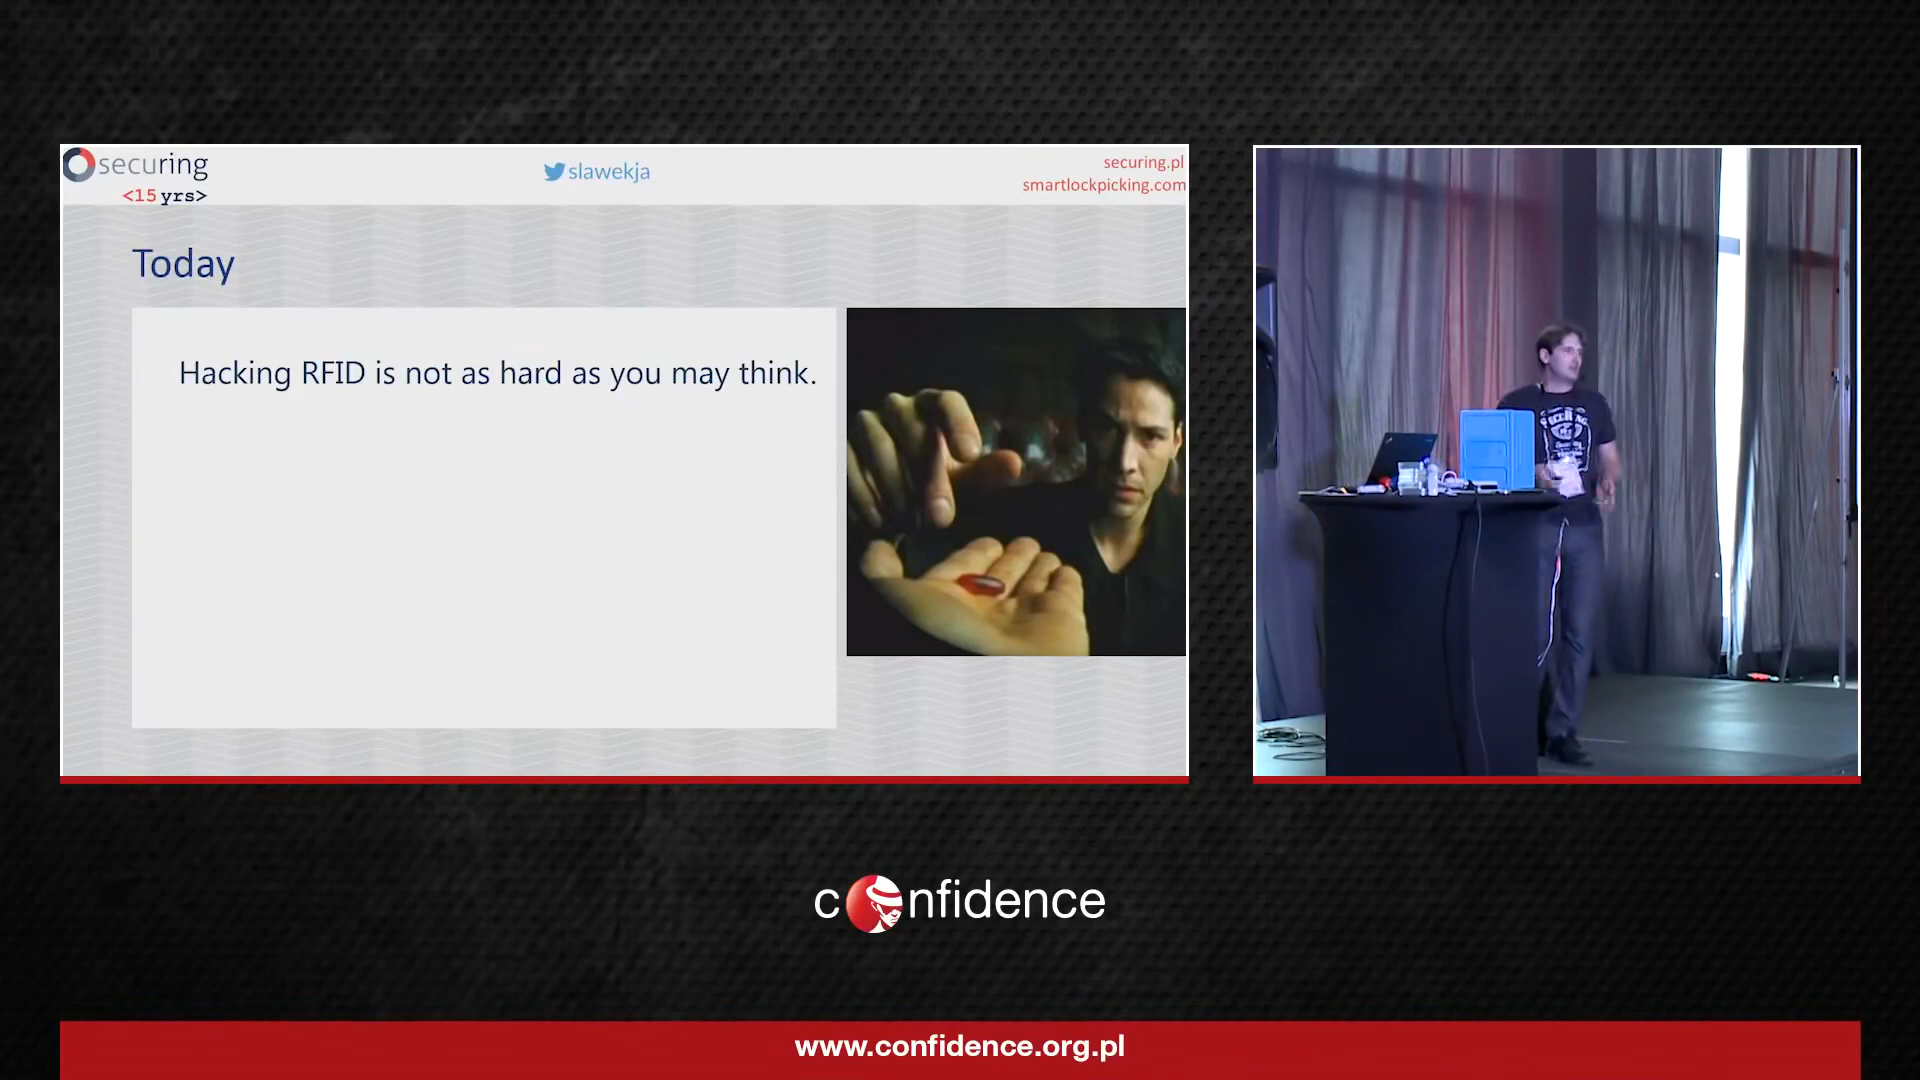 securing
<15 yrs>
slawekja
securing.pl
smartlockpicking.com
Today
Hacking RFID is not as hard as you may think.
confidence
www.confidence.org.pl